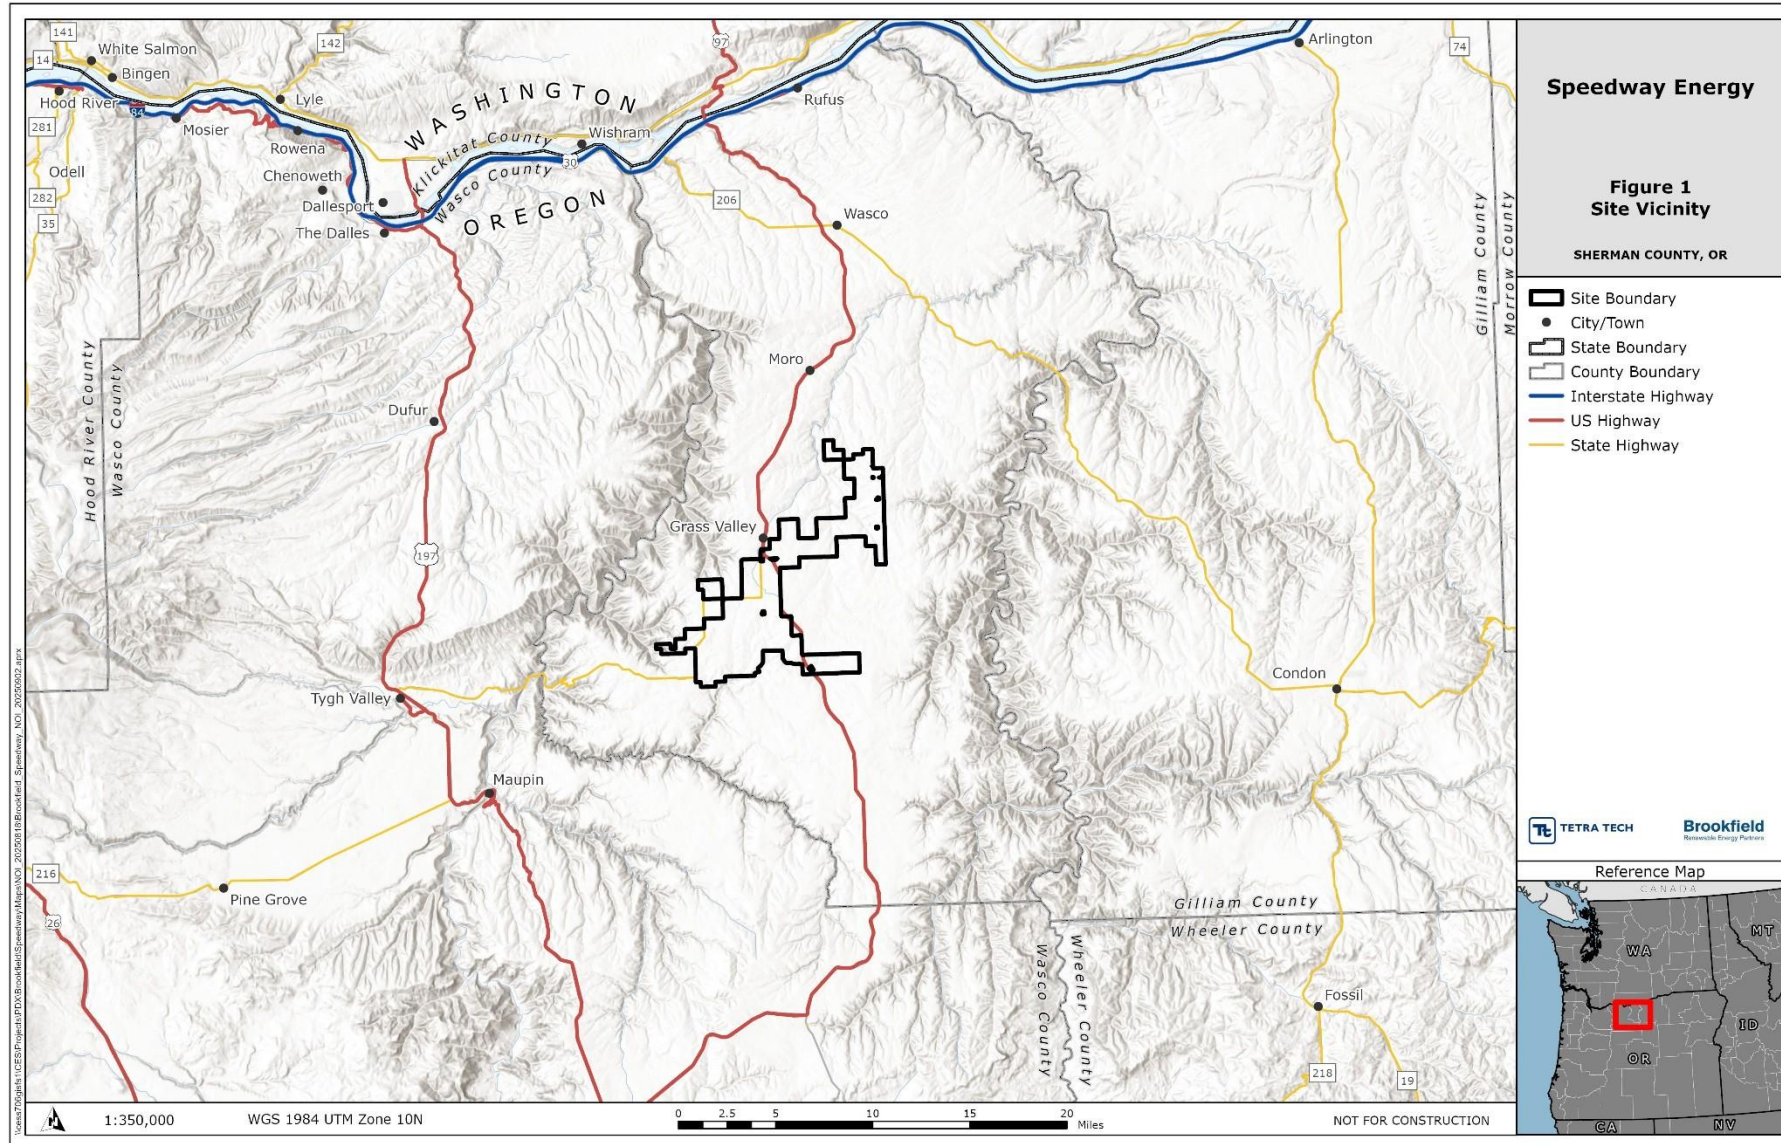 141
White Salmon
14
Bingen
142
Hood River
84
Lyle
281
Mosier
Rowena
Odell
Chenoweth
282
Dallesport
35
The Dalles
WASHINGTON
Klickitat County
Wasco County
OREGON
97
Wishram
30
Rufus
Arlington
74
206
Wasco
Gilliam County
Morrow County
Hood River County
Wasco County
Moro
Dufur
Grass Valley
197
Tygh Valley
Condon
Maupin
216
Pine Grove
26
Gilliam County
Wheeler County
Wasco County
Wheeler County
Fossil
218
19
N
1:350,000
WGS 1984 UTM Zone 10N
0 2.5 5 10 15 20
Miles
NOT FOR CONSTRUCTION
Speedway Energy
Figure 1
Site Vicinity
SHERMAN COUNTY, OR
Site Boundary
City/Town
State Boundary
County Boundary
Interstate Highway
US Highway
State Highway
Tt TETRA TECH
Brookfield
Renewable Energy Partners
Reference Map
CANADA
WA
MT
ID
OR
CA
NV